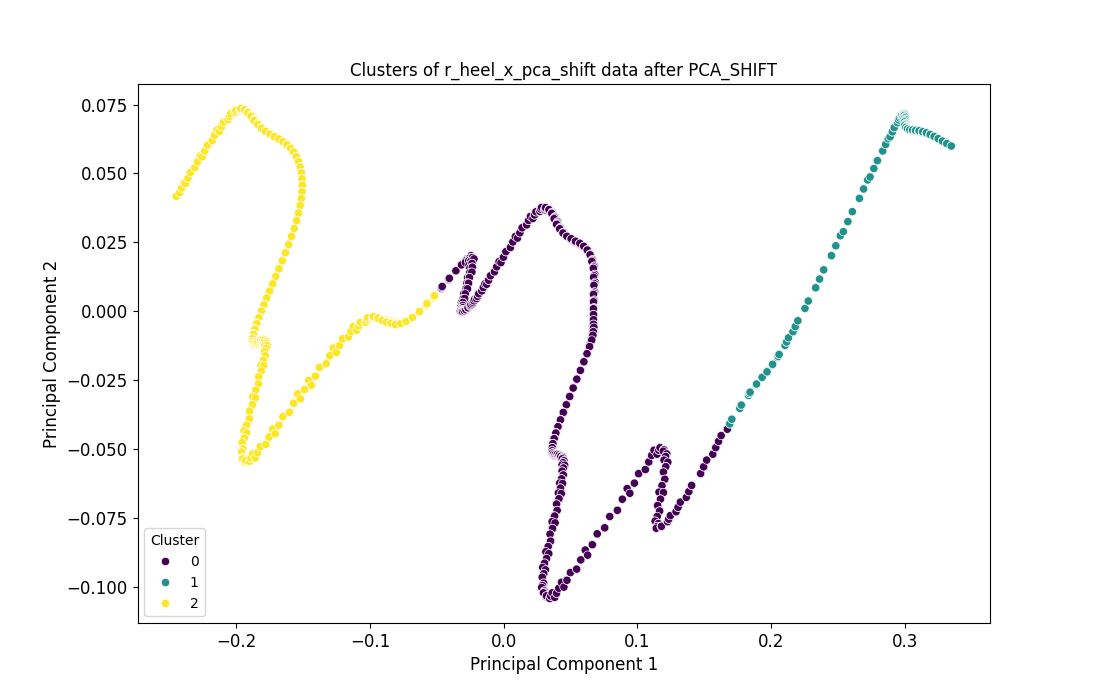 Clusters of r_heel_x_pca_shift data after PCA_SHIFT
Principal Component 2
0.075
0.050
0.025
0.000
−0.025
−0.050
−0.075
−0.100
Cluster
0
1
2
−0.2 −0.1 0.0 0.1 0.2 0.3
Principal Component 1